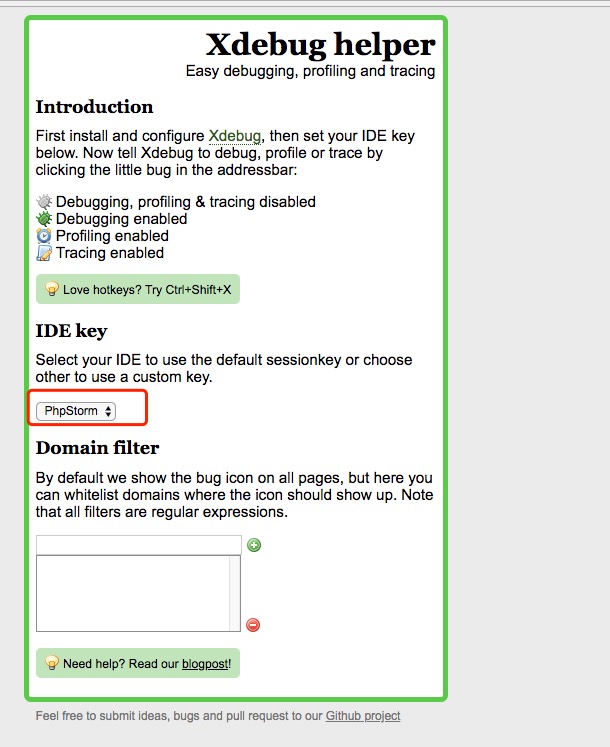 Xdebug helper
Easy debugging, profiling and tracing
Introduction
First install and configure Xdebug, then set your IDE key
below. Now tell Xdebug to debug, profile or trace by
clicking the little bug in the addressbar:
Debugging, profiling & tracing disabled
Debugging enabled
Profiling enabled
Tracing enabled
Love hotkeys? Try Ctrl+Shift+X
IDE key
Select your IDE to use the default sessionkey or choose
other to use a custom key.
PhpStorm
Domain filter
By default we show the bug icon on all pages, but here you
can whitelist domains where the icon should show up. Note
that all filters are regular expressions.
Need help? Read our blogpost!
Feel free to submit ideas, bugs and pull request to our Github project